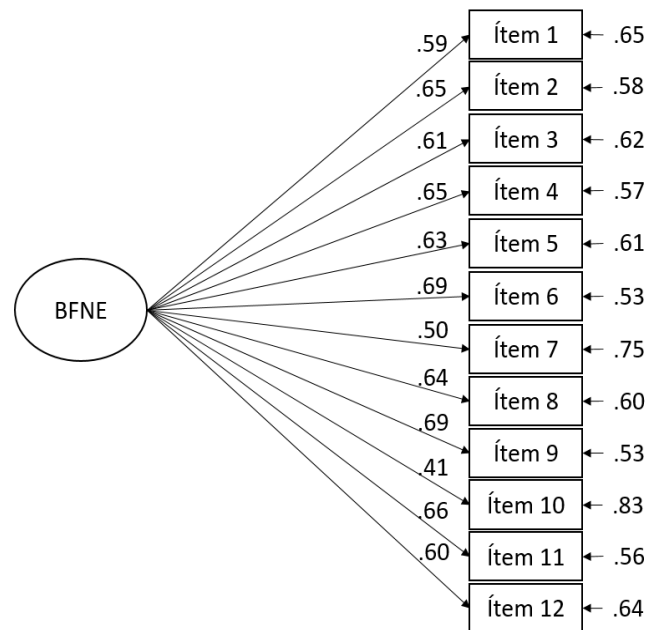 .59 Ítem 1 .65
.65 Ítem 2 .58
.61 Ítem 3 .62
.65 Ítem 4 .57
.63 Ítem 5 .61
BFNE
.69 Ítem 6 .53
.50 Ítem 7 .75
.64 Ítem 8 .60
.69 Ítem 9 .53
.41 Ítem 10 .83
.66 Ítem 11 .56
.60 Ítem 12 .64